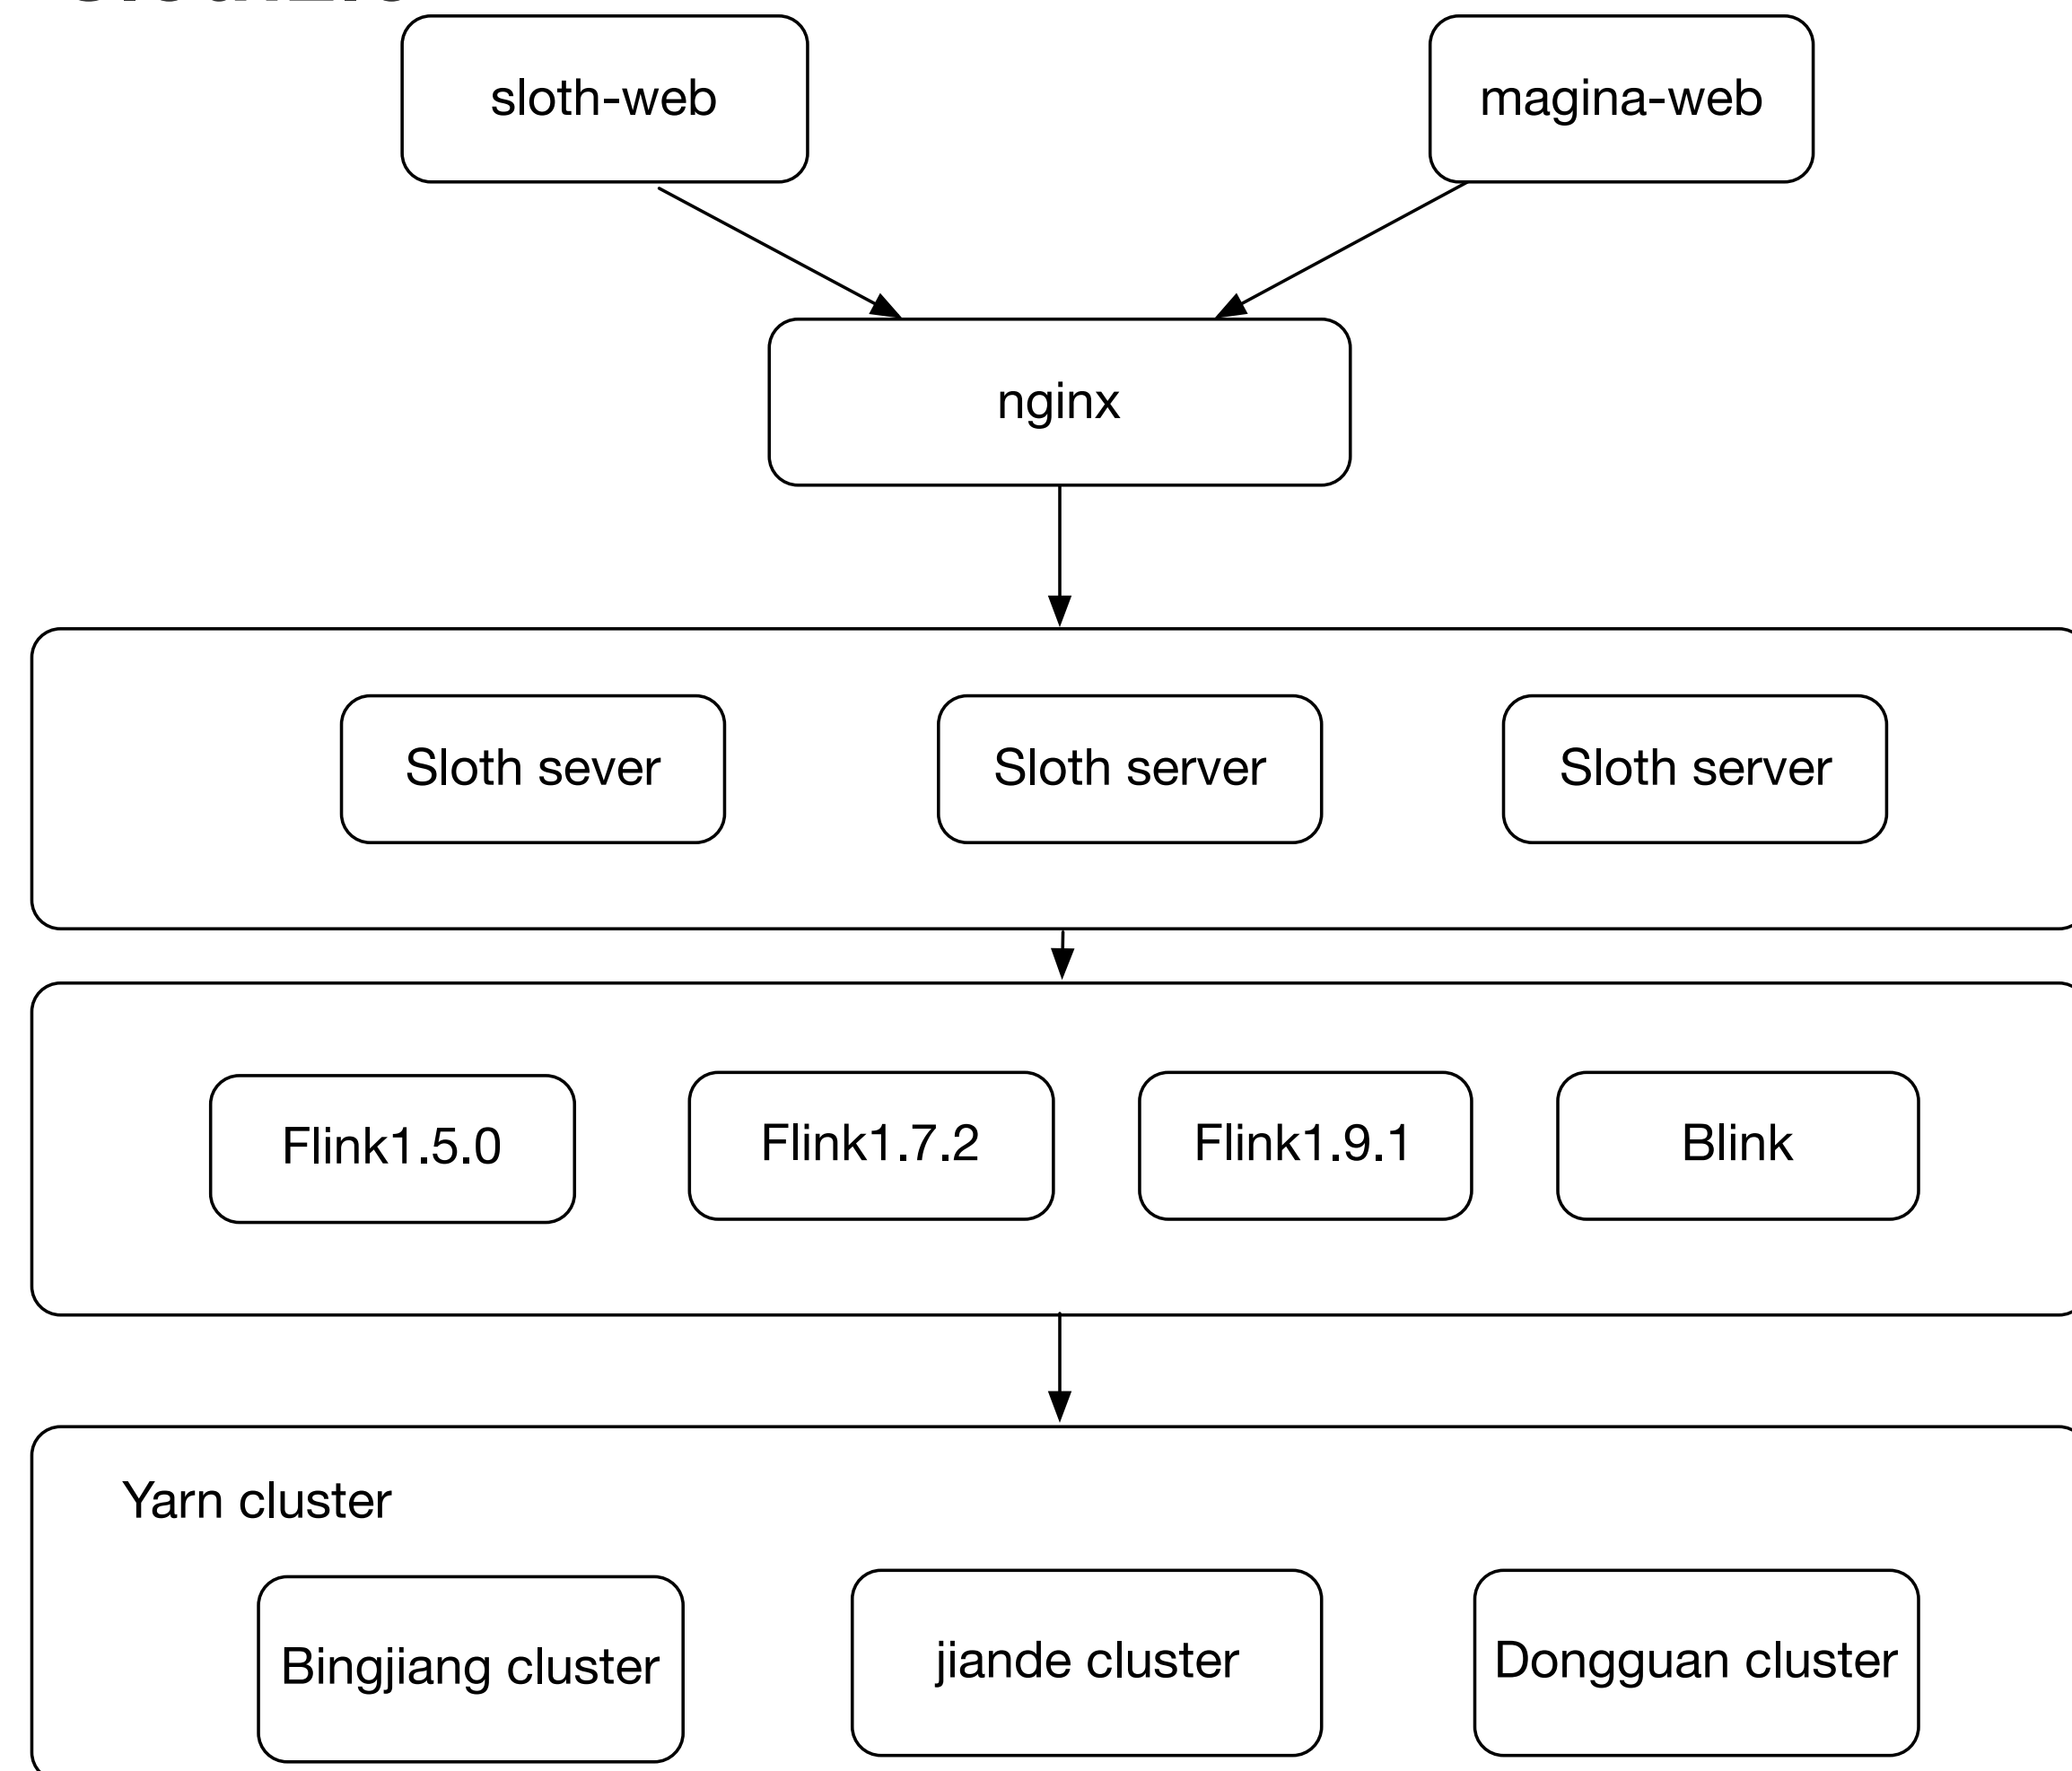 sloth-web
magina-web
nginx
Sloth sever
Sloth server
Sloth server
Flink1.5.0
Flink1.7.2
Flink1.9.1
Blink
Yarn cluster
Bingjiang cluster
jiande cluster
Dongguan cluster